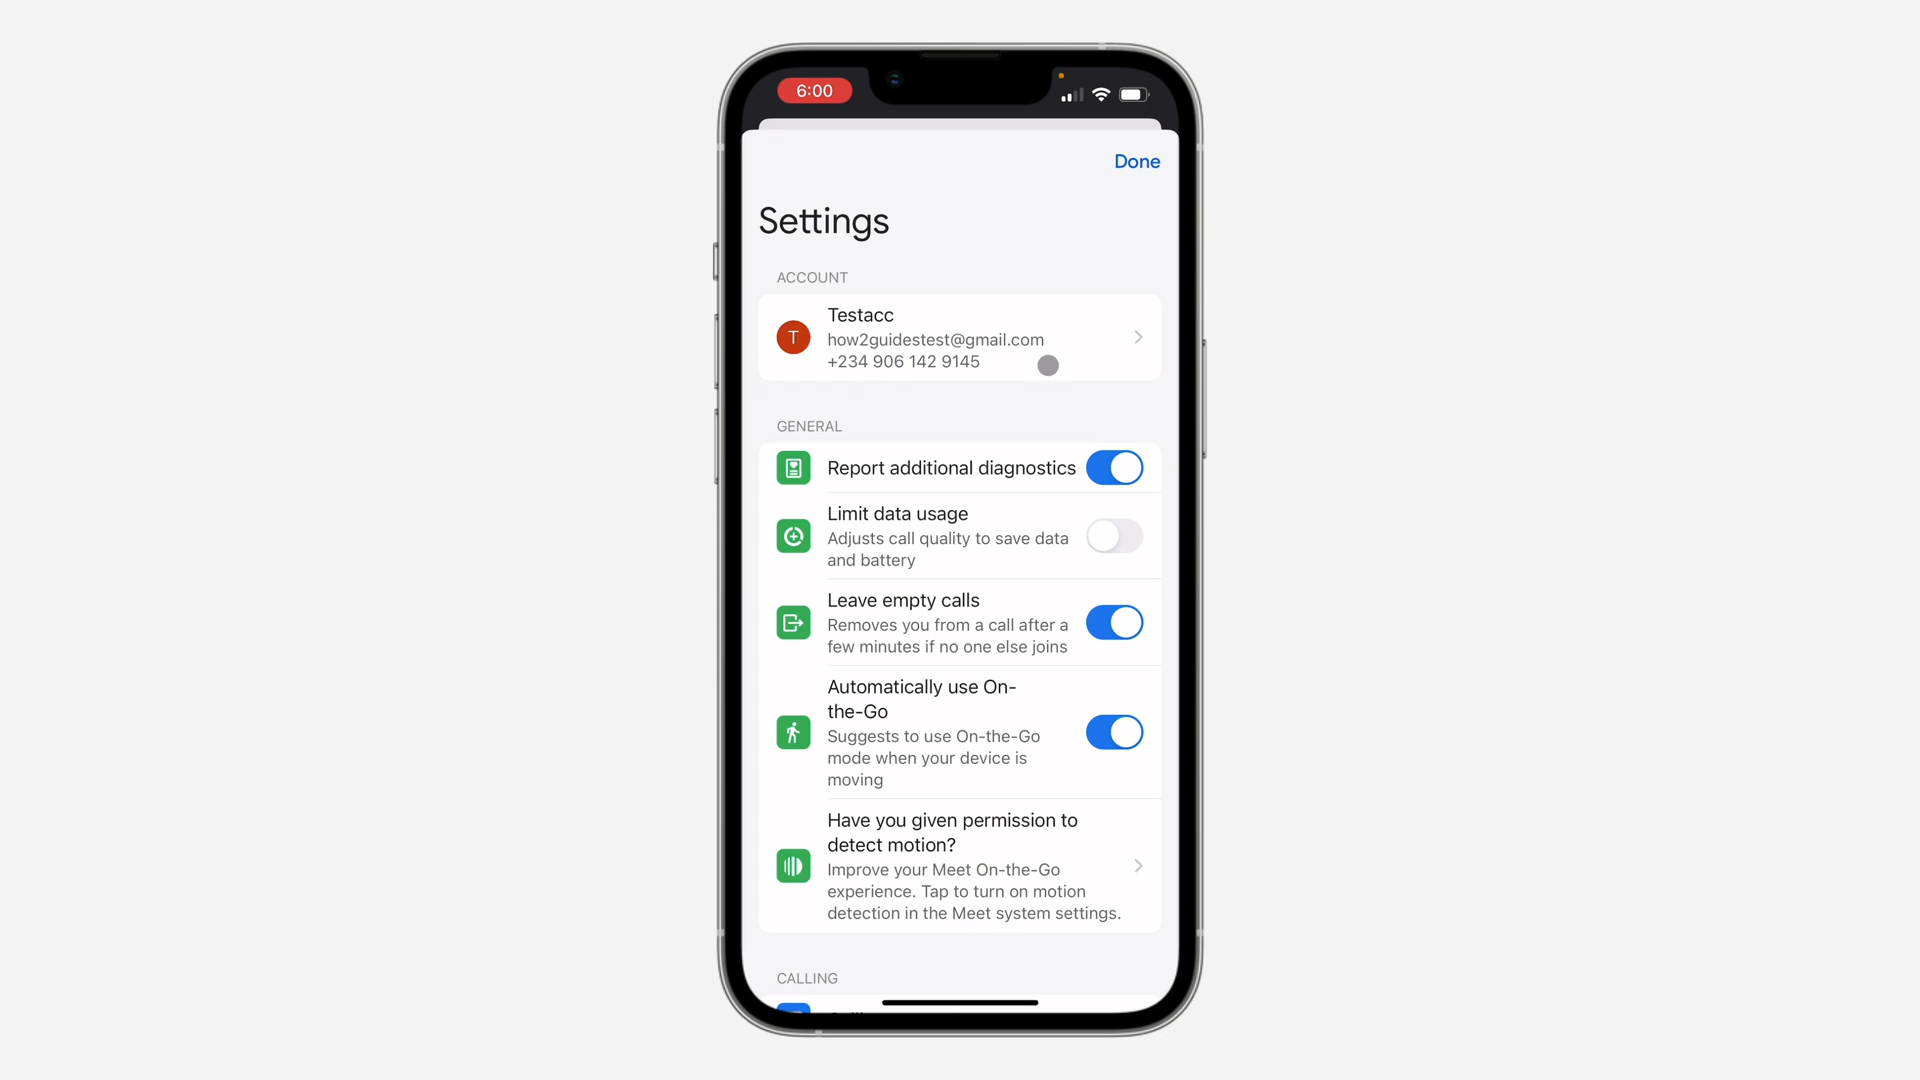 6:00
Done
Settings
ACCOUNT
T
Testacc
how2guidestest@gmail.com
+234 906 142 9145
GENERAL
Report additional diagnostics
Limit data usage
Adjusts call quality to save data
and battery
Leave empty calls
Removes you from a call after a
few minutes if no one else joins
Automatically use On-
the-Go
Suggests to use On-the-Go
mode when your device is
moving
Have you given permission to
detect motion?
Improve your Meet On-the-Go
experience. Tap to turn on motion
detection in the Meet system settings.
CALLING